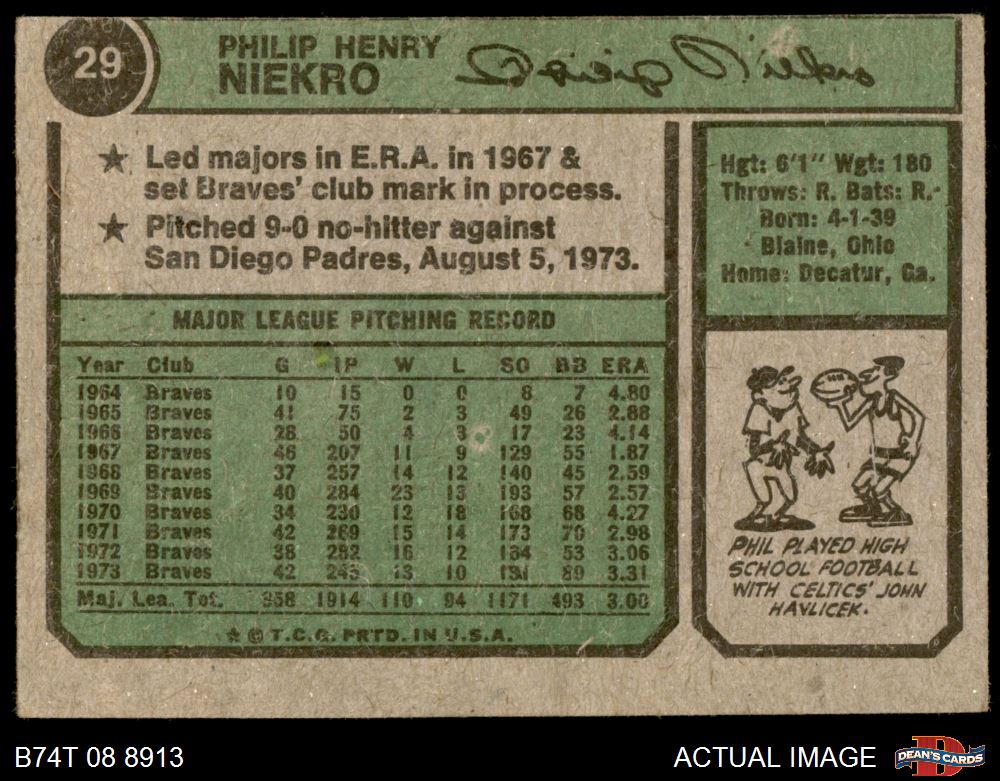 29
PHILIP HENRY
NIEKRO
Led majors in E.R.A. in 1967 &
set Braves' club mark in process.
Pitched 9-0 no-hitter against
San Diego Padres, August 5, 1973.
Hgt: 6'1" Wgt: 180
Throws: R. Bats: R.
Born: 4-1-39
Blaine, Ohio
Home: Decatur, Ga.
MAJOR LEAGUE PITCHING RECORD
Year Club G IP W L SO BB ERA
1964 Braves 10 15 0 0 8 7 4.80
1965 Braves 41 75 2 3 49 26 2.88
1966 Braves 28 50 4 3 17 23 4.14
1967 Braves 46 207 11 9 129 55 1.87
1968 Braves 37 257 14 12 140 45 2.59
1969 Braves 40 284 23 13 193 57 2.57
1970 Braves 34 230 12 18 168 68 4.27
1971 Braves 42 269 15 14 173 70 2.98
1972 Braves 38 282 16 12 164 53 3.06
1973 Braves 42 245 13 10 131 89 3.31
Maj. Lea. Tot. 358 1914 110 94 1171 493 3.00
© T.C.G. PRTD. IN U.S.A.
PHIL PLAYED HIGH
SCHOOL FOOTBALL
WITH CELTICS' JOHN
HAVLICEK.
B74T 08 8913
ACTUAL IMAGE
D
DEAN'S CARDS